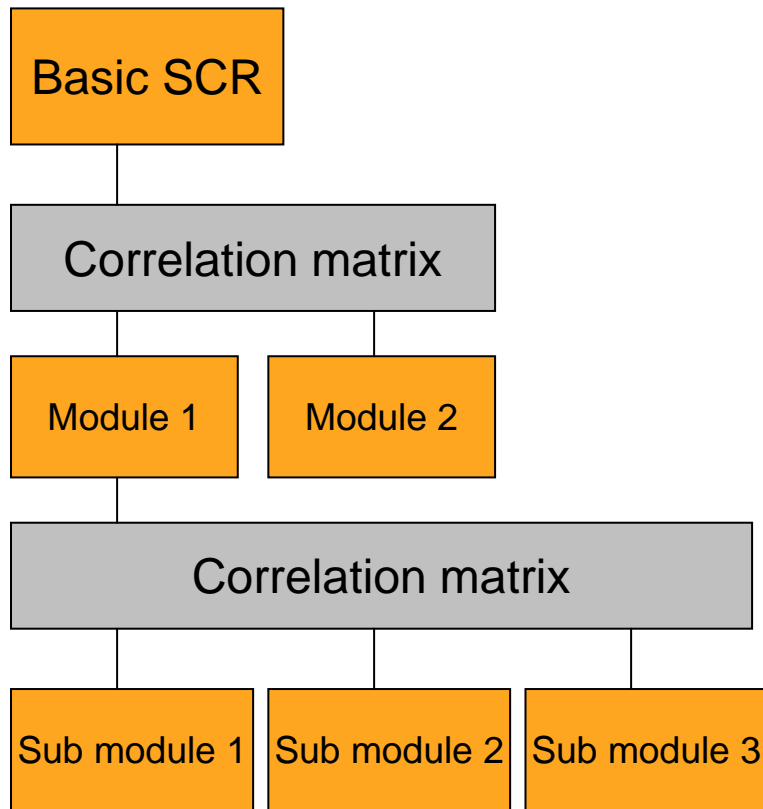 Basic SCR
Correlation matrix
Module 1
Module 2
Correlation matrix
Sub module 1
Sub module 2
Sub module 3